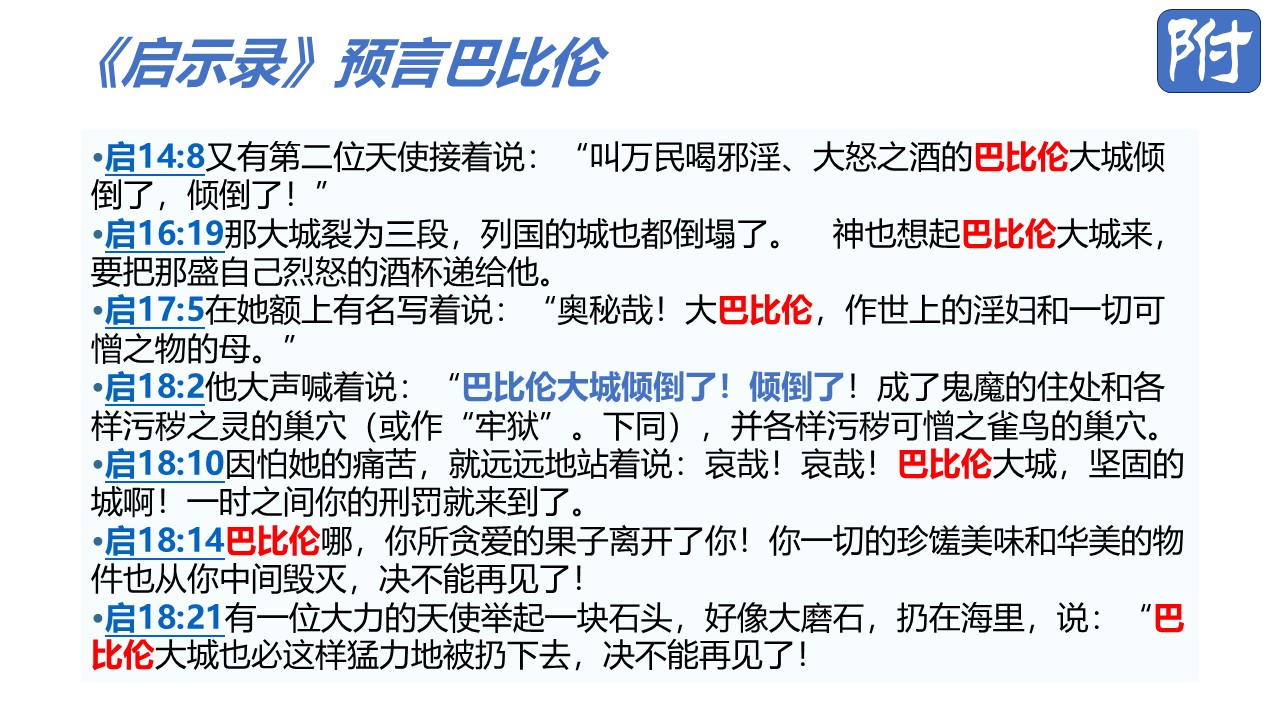 《启示录》预言巴比伦
附
•启14:8又有第二位天使接着说：“叫万民喝邪淫、大怒之酒的巴比伦大城倾
倒了，倾倒了！”
•启16:19那大城裂为三段，列国的城也都倒塌了。　神也想起巴比伦大城来，
要把那盛自己烈怒的酒杯递给他。
•启17:5在她额上有名写着说：“奥秘哉！大巴比伦，作世上的淫妇和一切可
憎之物的母。”
•启18:2他大声喊着说：“巴比伦大城倾倒了！倾倒了！成了鬼魔的住处和各
样污秽之灵的巢穴（或作“牢狱”。下同），并各样污秽可憎之雀鸟的巢穴。
•启18:10因怕她的痛苦，就远远地站着说：哀哉！哀哉！巴比伦大城，坚固的
城啊！一时之间你的刑罚就来到了。
•启18:14巴比伦哪，你所贪爱的果子离开了你！你一切的珍馐美味和华美的物
件也从你中间毁灭，决不能再见了！
•启18:21有一位大力的天使举起一块石头，好像大磨石，扔在海里，说：“巴
比伦大城也必这样猛力地被扔下去，决不能再见了！